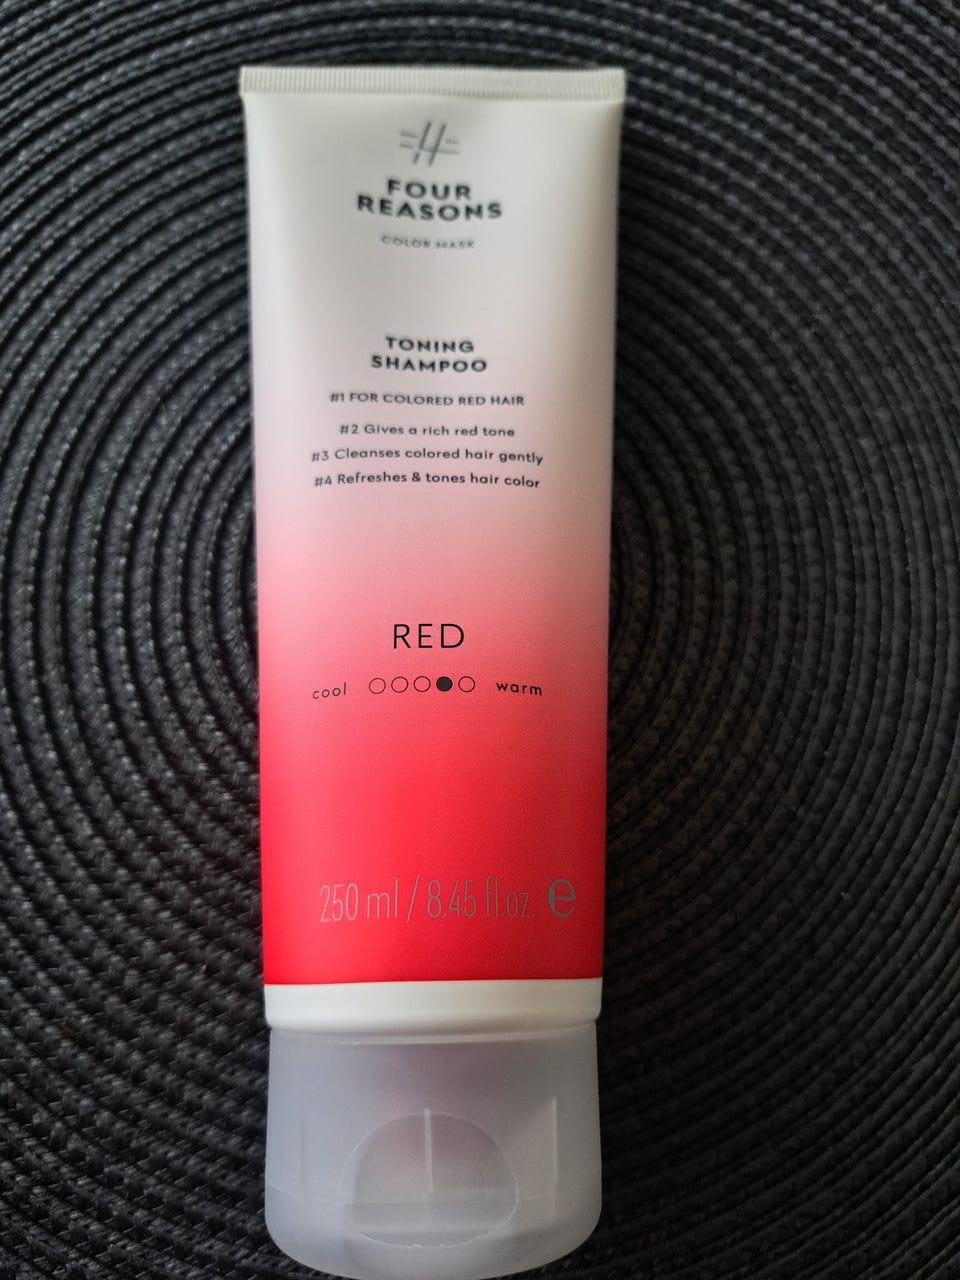 FOUR
REASONS
COLOR MASK
TONING
SHAMPOO
#1 FOR COLORED RED HAIR
#2 Gives a rich red tone
#3 Cleanses colored hair gently
#4 Refreshes & tones hair color
RED
cool warm
250 ml / 8.45 fl.oz. e